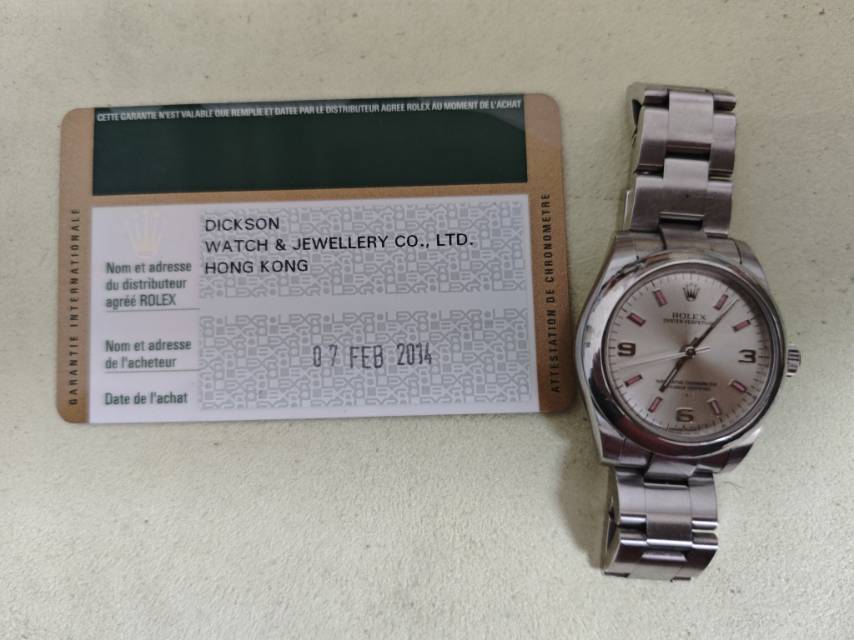 CETTE GARANTIE N'EST VALABLE QUE REMPLIE ET DATEE PAR LE DISTRIBUTEUR AGREE ROLEX AU MOMENT DE L'ACHAT
GARANTIE INTERNATIONALE
Nom et adresse
du distributeur
agréé ROLEX
DICKSON
WATCH & JEWELLERY CO., LTD.
HONG KONG
Nom et adresse
de l'acheteur
07 FEB 2014
Date de l'achat
ATTESTATION DE CHRONOMETRE
ROLEX
OYSTER PERPETUAL
9
3
6